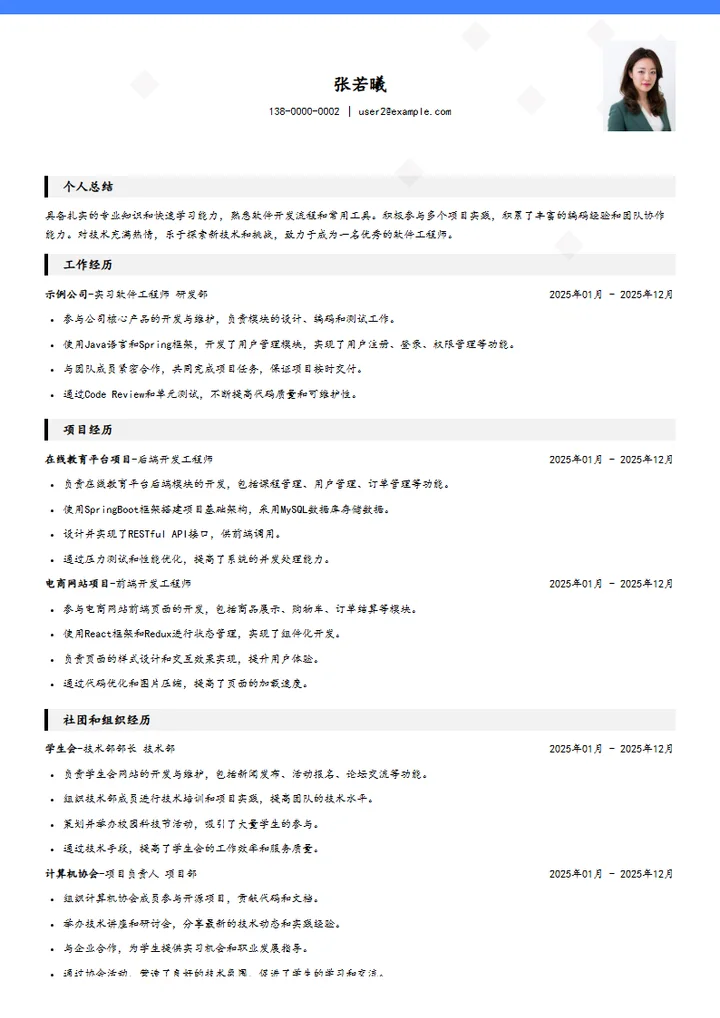 张若曦
138-0000-0002 | user2@example.com
个人总结
具备扎实的专业知识和快速学习能力，熟悉软件开发流程和常用工具。积极参与多个项目实践，积累了丰富的编码经验和团队协作
能力。对技术充满热情，乐于探索新技术和挑战，致力于成为一名优秀的软件工程师。
工作经历
示例公司-实习软件工程师 研发部 2025年01月 - 2025年12月
• 参与公司核心产品的开发与维护，负责模块的设计、编码和测试工作。
• 使用Java语言和Spring框架，开发了用户管理模块，实现了用户注册、登录、权限管理等功能。
• 与团队成员紧密合作，共同完成项目任务，保证项目按时交付。
• 通过Code Review和单元测试，不断提高代码质量和可维护性。
项目经历
在线教育平台项目-后端开发工程师 2025年01月 - 2025年12月
• 负责在线教育平台后端模块的开发，包括课程管理、用户管理、订单管理等功能。
• 使用SpringBoot框架搭建项目基础架构，采用MySQL数据库存储数据。
• 设计并实现了RESTful API接口，供前端调用。
• 通过压力测试和性能优化，提高了系统的并发处理能力。
电商网站项目-前端开发工程师 2025年01月 - 2025年12月
• 参与电商网站前端页面的开发，包括商品展示、购物车、订单结算等模块。
• 使用React框架和Redux进行状态管理，实现了组件化开发。
• 负责页面的样式设计和交互效果实现，提升用户体验。
• 通过代码优化和图片压缩，提高了页面的加载速度。
社团和组织经历
学生会-技术部部长 技术部 2025年01月 - 2025年12月
• 负责学生会网站的开发与维护，包括新闻发布、活动报名、论坛交流等功能。
• 组织技术部成员进行技术培训和项目实践，提高团队的技术水平。
• 策划并举办校园科技节活动，吸引了大量学生的参与。
• 通过技术手段，提高了学生会的工作效率和服务质量。
计算机协会-项目负责人 项目部 2025年01月 - 2025年12月
• 组织计算机协会成员参与开源项目，贡献代码和文档。
• 举办技术讲座和研讨会，分享最新的技术动态和实践经验。
• 与企业合作，为学生提供实习机会和职业发展指导。
• 通过协会活动，营造了良好的技术氛围，促进了学生的学习和交流。